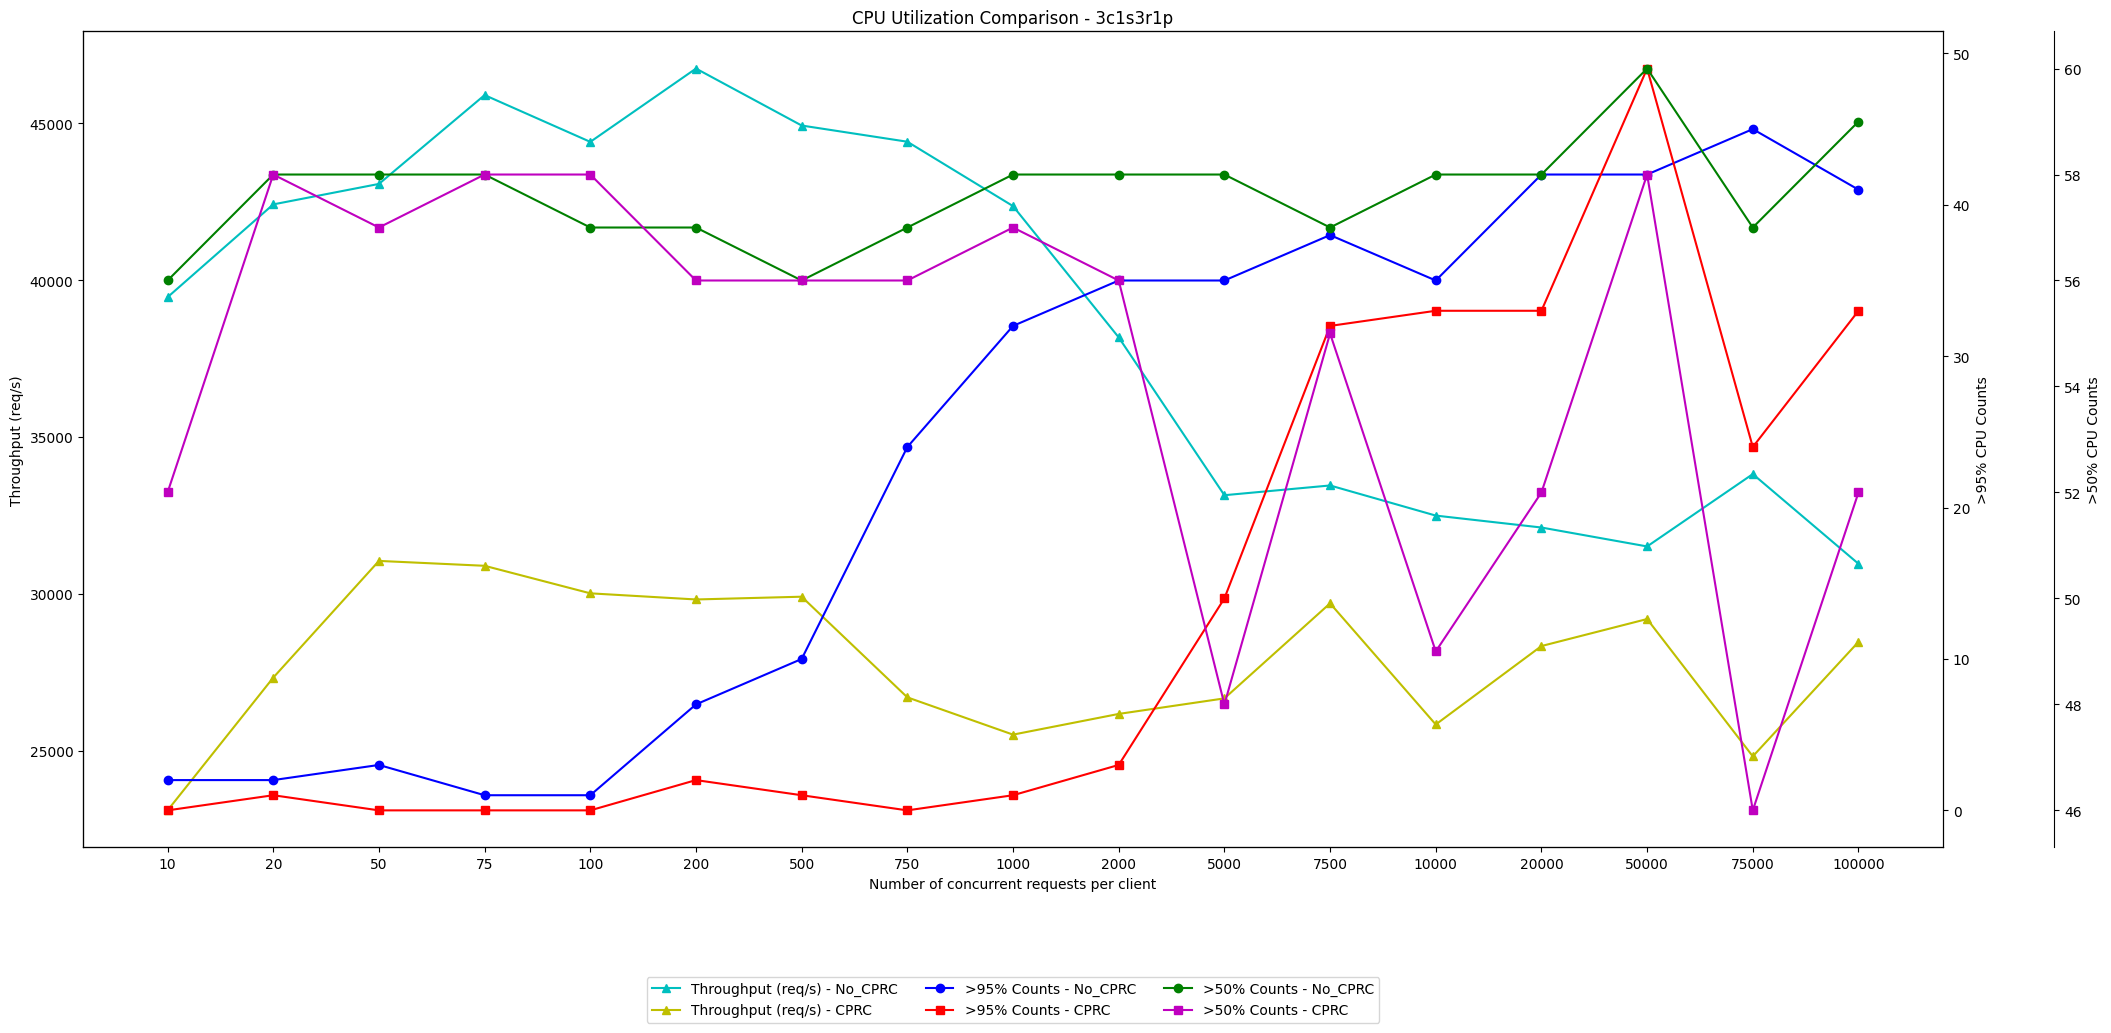 CPU Utilization Comparison - 3c1s3r1p
Throughput (req/s)
45000
40000
35000
30000
25000
50
40
30
20
10
0
>95% CPU Counts
60
58
56
54
52
50
48
46
>50% CPU Counts
10 20 50 75 100 200 500 750 1000 2000 5000 7500 10000 20000 50000 75000 100000
Number of concurrent requests per client
Throughput (req/s) - No_CPRC >95% Counts - No_CPRC >50% Counts - No_CPRC
Throughput (req/s) - CPRC >95% Counts - CPRC >50% Counts - CPRC